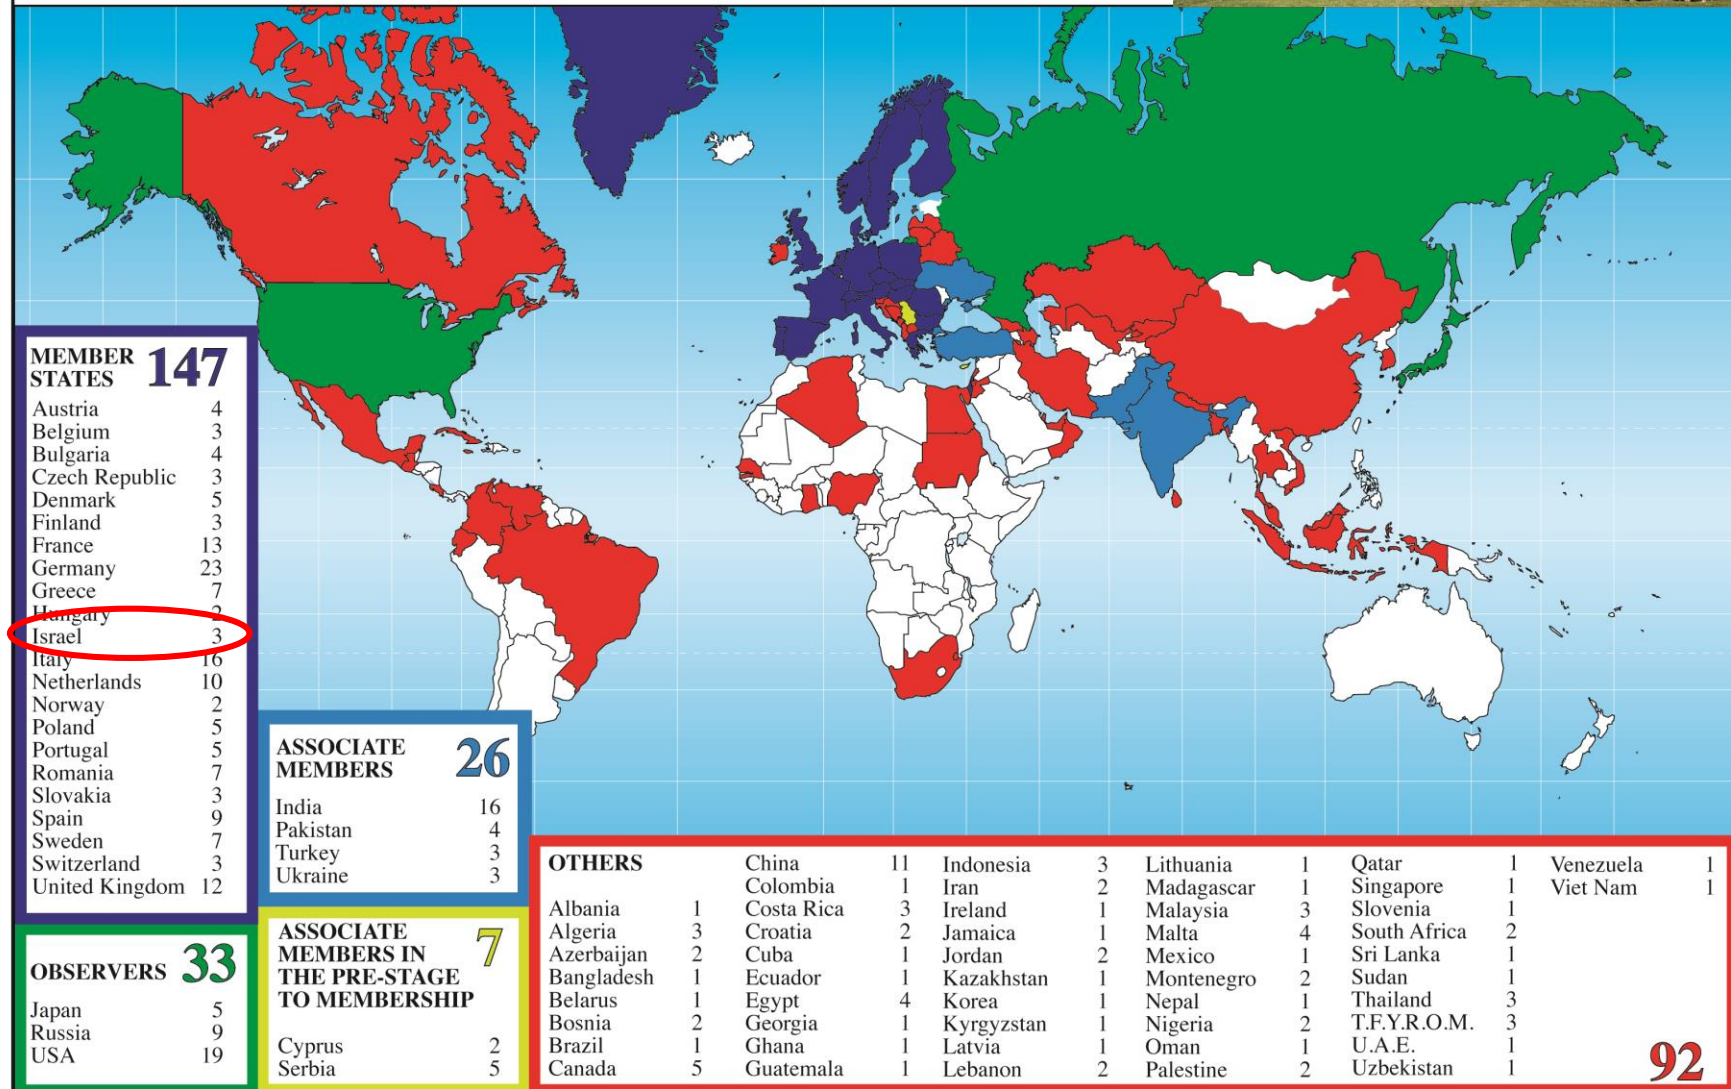 MEMBER STATES 147
Austria 4
Belgium 3
Bulgaria 4
Czech Republic 3
Denmark 5
Finland 3
France 13
Germany 23
Greece 7
Hungary 2
Israel 3
Italy 16
Netherlands 10
Norway 2
Poland 5
Portugal 5
Romania 7
Slovakia 3
Spain 9
Sweden 7
Switzerland 3
United Kingdom 12
OBSERVERS 33
Japan 5
Russia 9
USA 19
ASSOCIATE
MEMBERS 26
India 16
Pakistan 4
Turkey 3
Ukraine 3
ASSOCIATE
MEMBERS IN
THE PRE-STAGE
TO MEMBERSHIP 7
Cyprus 2
Serbia 5
OTHERS
Albania 1
Algeria 3
Azerbaijan 2
Bangladesh 1
Belarus 1
Bosnia 2
Brazil 1
Canada 5
China 11
Colombia 1
Costa Rica 3
Croatia 2
Cuba 1
Ecuador 1
Egypt 4
Georgia 1
Ghana 1
Guatemala 1
Indonesia 3
Iran 2
Ireland 1
Jamaica 1
Jordan 2
Kazakhstan 1
Korea 1
Kyrgyzstan 1
Latvia 1
Lebanon 2
Lithuania 1
Madagascar 1
Malaysia 3
Malta 4
Mexico 1
Montenegro 2
Nepal 1
Nigeria 2
Oman 1
Palestine 2
Qatar 1
Singapore 1
Slovenia 1
South Africa 2
Sri Lanka 1
Sudan 1
Thailand 3
T.F.Y.R.O.M. 3
U.A.E. 1
Uzbekistan 1
Venezuela 1
Viet Nam 1
92